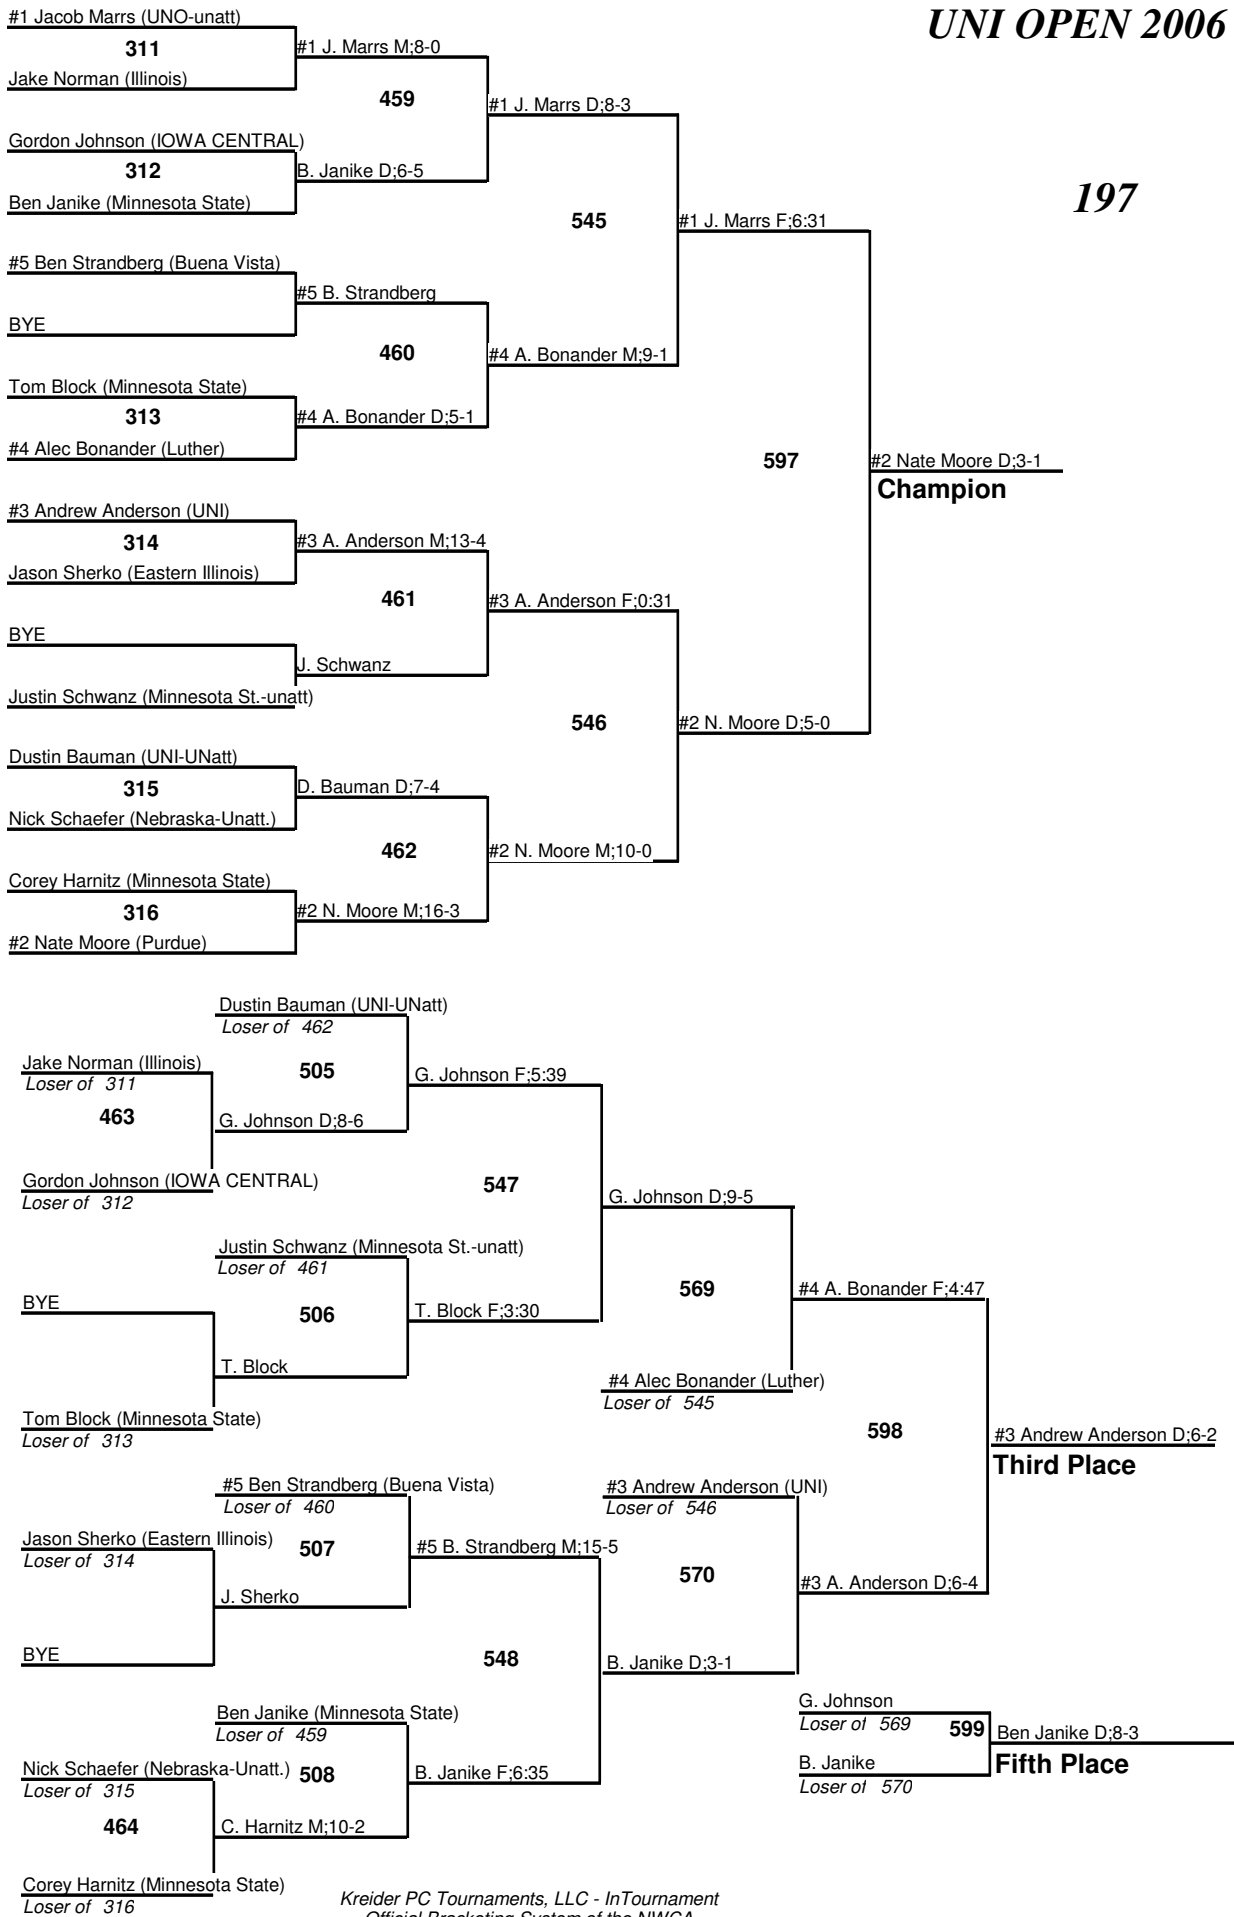 UNI OPEN 2006
197
#1 Jacob Marrs (UNO-unatt)
311
#1 J. Marrs M;8-0
Jake Norman (Illinois)
459
#1 J. Marrs D;8-3
Gordon Johnson (IOWA CENTRAL)
312
B. Janike D;6-5
Ben Janike (Minnesota State)
545
#1 J. Marrs F;6:31
#5 Ben Strandberg (Buena Vista)
#5 B. Strandberg
BYE
460
#4 A. Bonander M;9-1
Tom Block (Minnesota State)
313
#4 A. Bonander D;5-1
#4 Alec Bonander (Luther)
597
#2 Nate Moore D;3-1
Champion
#3 Andrew Anderson (UNI)
314
#3 A. Anderson M;13-4
Jason Sherko (Eastern Illinois)
461
#3 A. Anderson F;0:31
BYE
J. Schwanz
Justin Schwanz (Minnesota St.-unatt)
546
#2 N. Moore D;5-0
Dustin Bauman (UNI-UNatt)
315
D. Bauman D;7-4
Nick Schaefer (Nebraska-Unatt.)
462
#2 N. Moore M;10-0
Corey Harnitz (Minnesota State)
316
#2 N. Moore M;16-3
#2 Nate Moore (Purdue)
Dustin Bauman (UNI-UNatt)
Loser of 462
Jake Norman (Illinois)
Loser of 311
505
G. Johnson F;5:39
463
G. Johnson D;8-6
Gordon Johnson (IOWA CENTRAL)
Loser of 312
547
G. Johnson D;9-5
Justin Schwanz (Minnesota St.-unatt)
Loser of 461
569
#4 A. Bonander F;4:47
BYE
506
T. Block F;3:30
T. Block
#4 Alec Bonander (Luther)
Loser of 545
Tom Block (Minnesota State)
Loser of 313
598
#3 Andrew Anderson D;6-2
Third Place
#5 Ben Strandberg (Buena Vista)
Loser of 460
#3 Andrew Anderson (UNI)
Loser of 546
Jason Sherko (Eastern Illinois)
Loser of 314
507
#5 B. Strandberg M;15-5
570
#3 A. Anderson D;6-4
J. Sherko
BYE
548
B. Janike D;3-1
Ben Janike (Minnesota State)
Loser of 459
G. Johnson
Loser of 569
599
Ben Janike D;8-3
Fifth Place
B. Janike
Loser of 570
Nick Schaefer (Nebraska-Unatt.)
Loser of 315
508
B. Janike F;6:35
464
C. Harnitz M;10-2
Corey Harnitz (Minnesota State)
Loser of 316
Kreider PC Tournaments, LLC - InTournament
Official Bracketing System of the NWCA